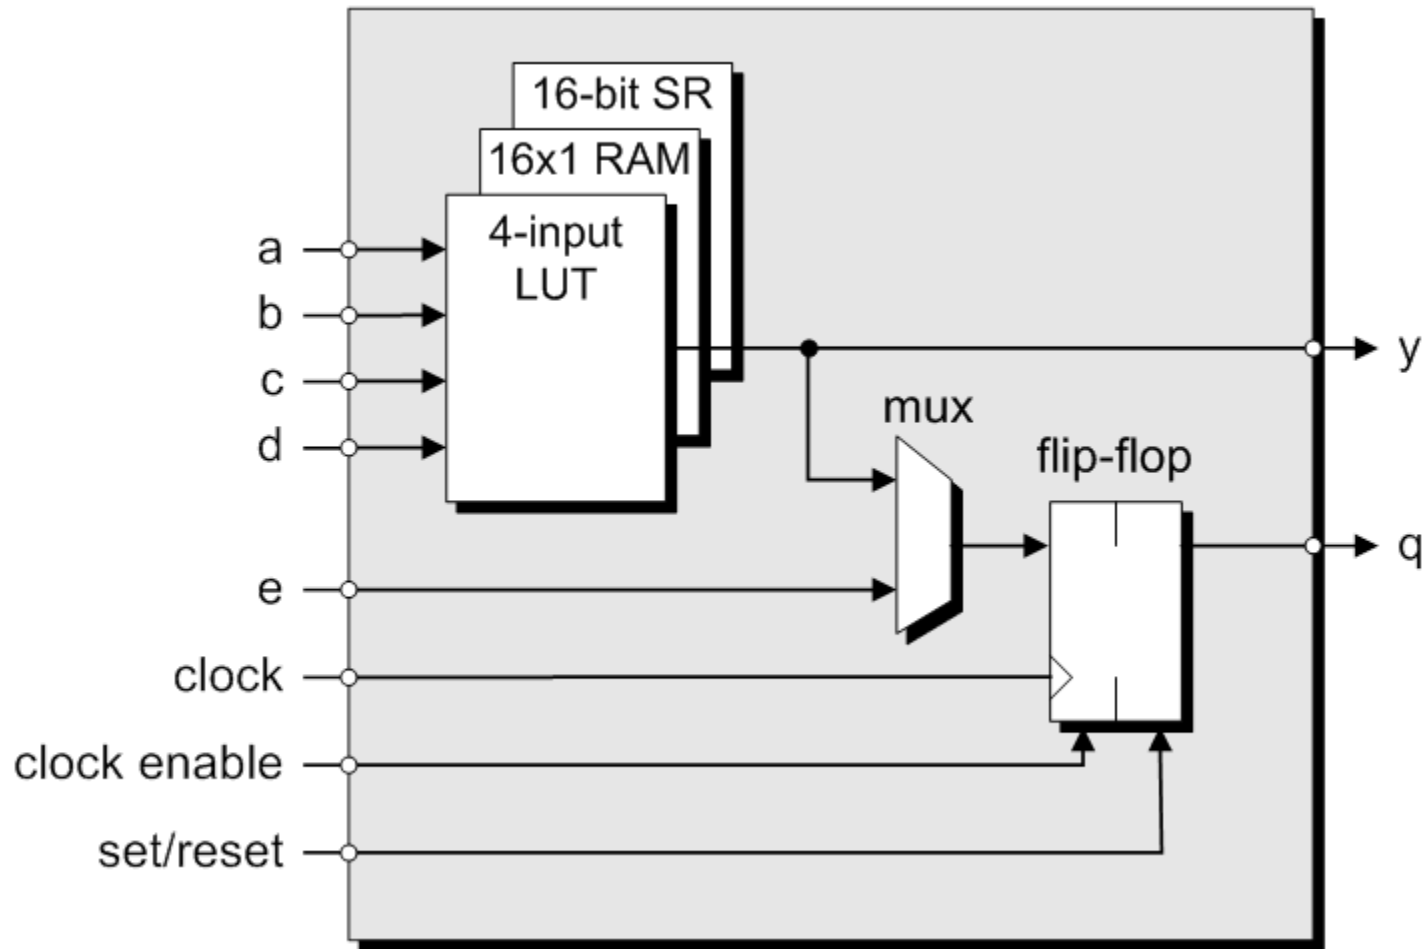 16-bit SR
16x1 RAM
4-input
LUT
a
b
c
d
y
mux
flip-flop
q
e
clock
clock enable
set/reset